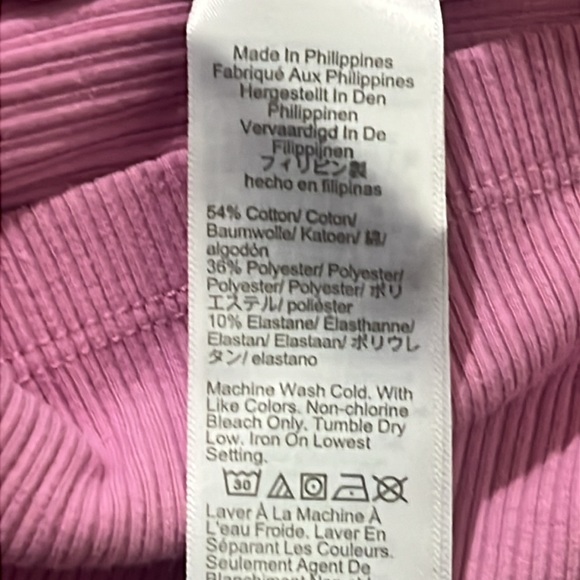 Made In Philippines
Fabriqué Aux Philippines
Hergestellt In Den
Philippinen
Vervaardigd In De
Filippijnen
フィリピン製
hecho en filipinas
54% Cotton/ Coton/
Baumwolle/ Katoen/ 綿/
algodón
36% Polyester/ Polyester/
Polyester/ Polyester/ ポリ
エステル/ poliéster
10% Elastane/ Élasthanne/
Elastan/ Elastaan/ ポリウレ
タン/ elastano
Machine Wash Cold. With
Like Colors. Non-chlorine
Bleach Only. Tumble Dry
Low. Iron On Lowest
Setting.
30
Laver À La Machine À
L'eau Froide. Laver En
Séparant Les Couleurs.
Seulement Agent De